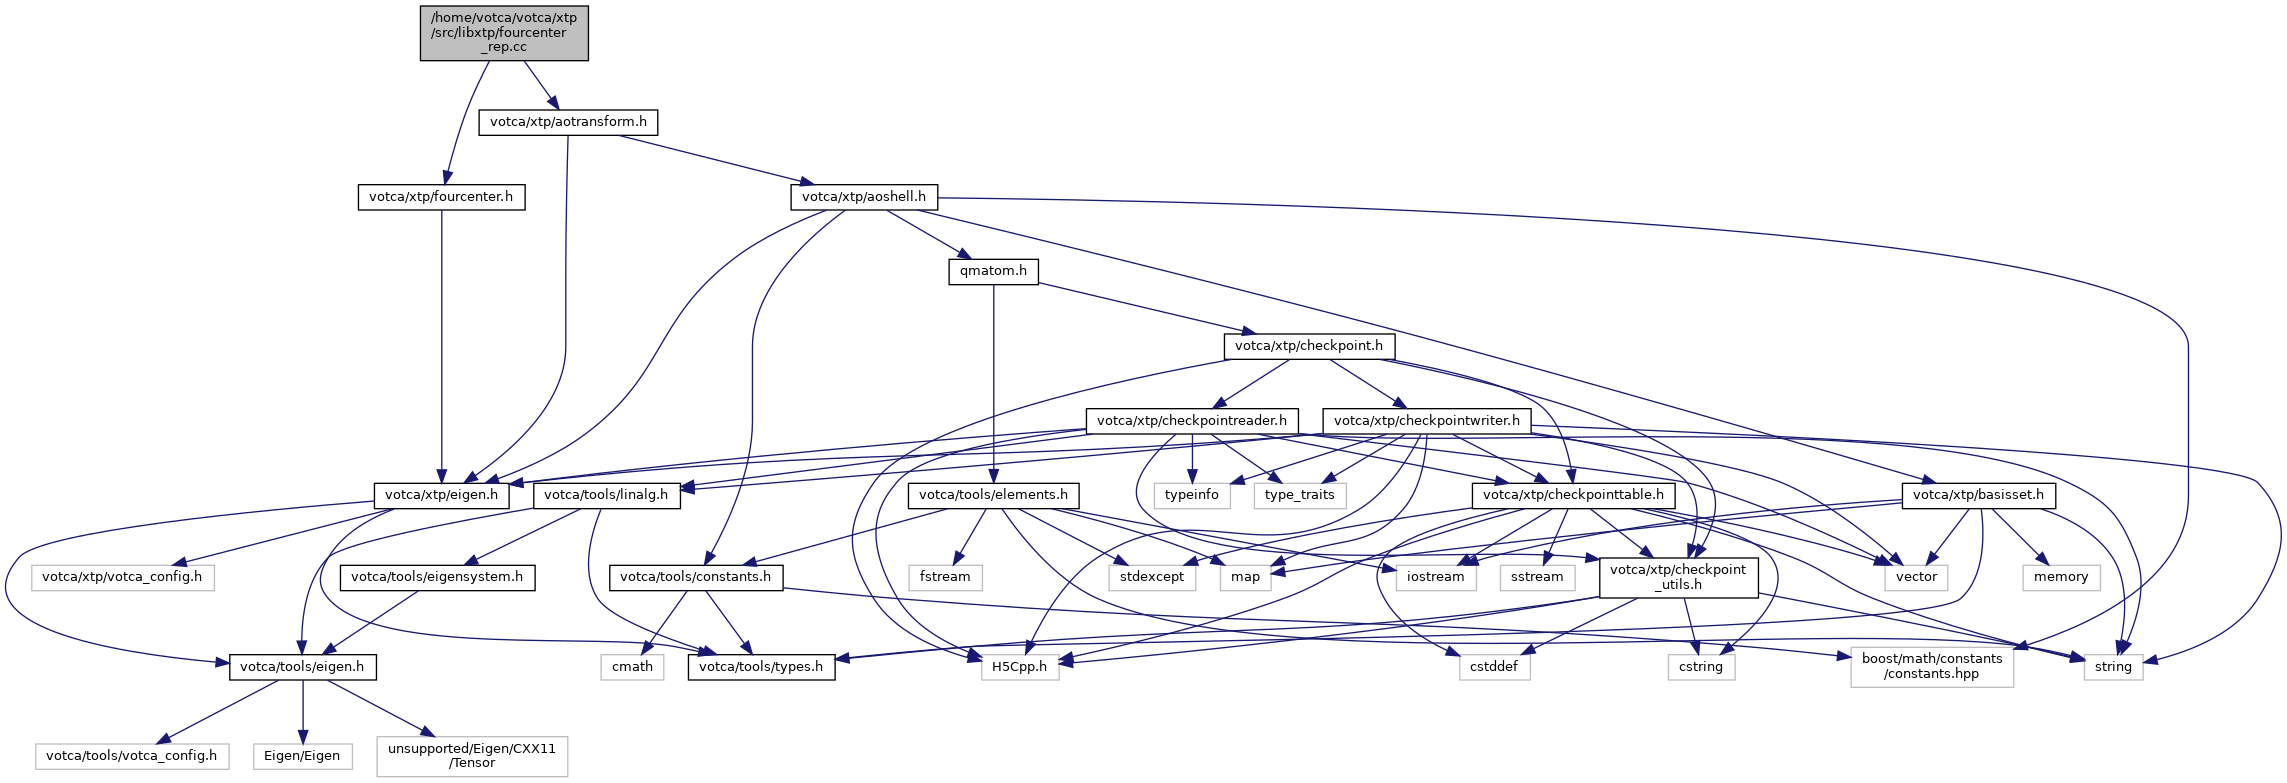 /home/votca/votca/xtp
/src/libxtp/fourcenter
_rep.cc
votca/xtp/aotransform.h
votca/xtp/fourcenter.h
votca/xtp/aoshell.h
qmatom.h
votca/xtp/checkpoint.h
votca/xtp/checkpointreader.h
votca/xtp/checkpointwriter.h
votca/xtp/eigen.h
votca/tools/linalg.h
votca/tools/elements.h
typeinfo
type_traits
votca/xtp/checkpointtable.h
votca/xtp/basisset.h
votca/xtp/votca_config.h
votca/tools/eigensystem.h
votca/tools/constants.h
fstream
stdexcept
map
iostream
sstream
votca/xtp/checkpoint
_utils.h
vector
memory
votca/tools/eigen.h
cmath
votca/tools/types.h
H5Cpp.h
cstddef
cstring
boost/math/constants
/constants.hpp
string
votca/tools/votca_config.h
Eigen/Eigen
unsupported/Eigen/CXX11
/Tensor